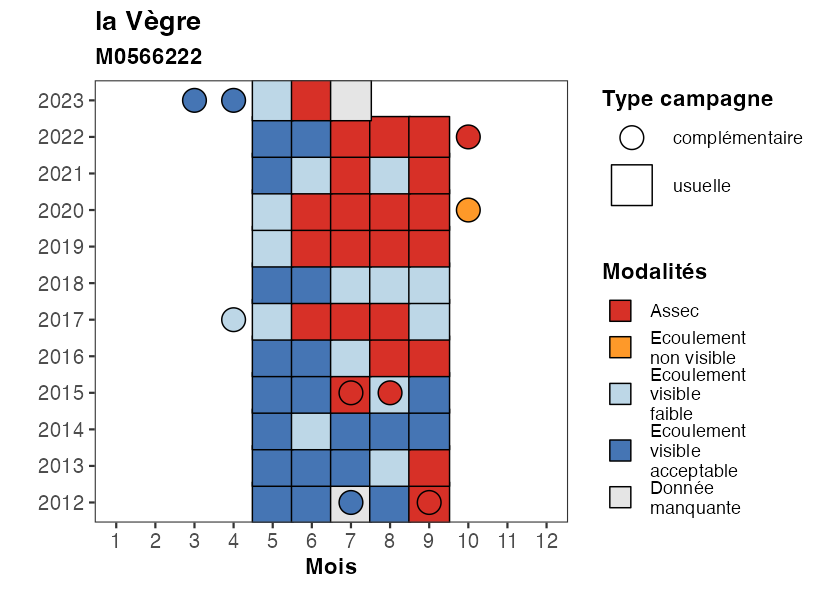 la Vègre
M0566222
2023
2022
2021
2020
2019
2018
2017
2016
2015
2014
2013
2012
1 2 3 4 5 6 7 8 9 10 11 12
Mois
Type campagne
complémentaire
usuelle
Modalités
Assec
Ecoulement
non visible
Ecoulement
visible
faible
Ecoulement
visible
acceptable
Donnée
manquante